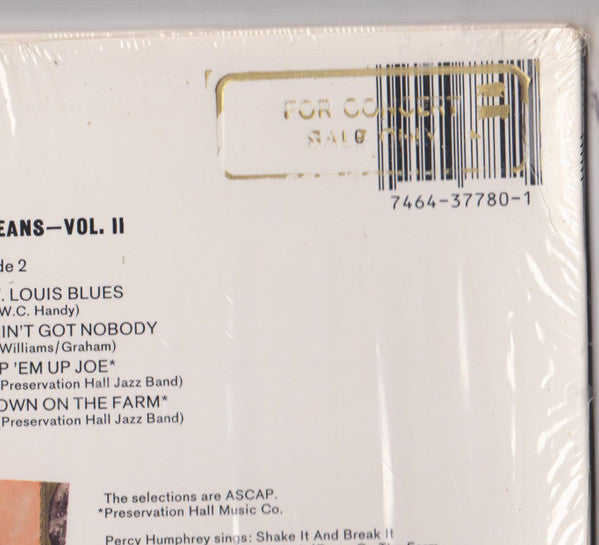 FOR CONCERT
SALE ONLY
7464-37780-1
EANS—VOL. II
de 2
T. LOUIS BLUES
W.C. Handy)
AIN'T GOT NOBODY
Williams/Graham)
P 'EM UP JOE*
Preservation Hall Jazz Band)
OWN ON THE FARM*
(Preservation Hall Jazz Band)
The selections are ASCAP.
*Preservation Hall Music Co.
Percy Humphrey sings: Shake It And Break It